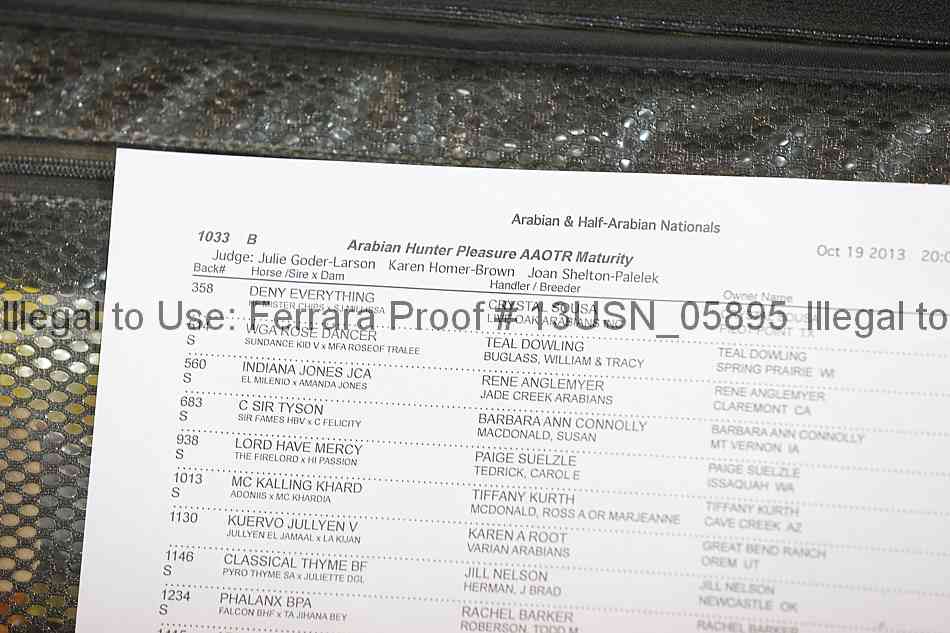 Arabian & Half-Arabian Nationals
1033 B Arabian Hunter Pleasure AAOTR Maturity Oct 19 2013
Judge: Julie Goder-Larson Karen Homer-Brown Joan Shelton-Palelek
Back# Horse /Sire x Dam Handler / Breeder Owner Name
358 DENY EVERYTHING CRYSTAL SOUSA
Illegal to Use: Ferrara Proof # 13USN_05895 Illegal to
WGA ROSE DANCER TEAL DOWLING TEAL DOWLING
S SUNDANCE KID V x MFA ROSEOF TRALEE BUGLASS, WILLIAM & TRACY SPRING PRAIRIE WI
560 INDIANA JONES JCA RENE ANGLEMYER RENE ANGLEMYER
S EL MILENIO x AMANDA JONES JADE CREEK ARABIANS CLAREMONT CA
683 C SIR TYSON BARBARA ANN CONNOLLY BARBARA ANN CONNOLLY
S SIR FAMES HBV x C FELICITY MACDONALD, SUSAN MT VERNON IA
938 LORD HAVE MERCY PAIGE SUELZLE PAIGE SUELZLE
S THE FIRELORD x HI PASSION TEDRICK, CAROL E ISSAQUAH WA
1013 MC KALLING KHARD TIFFANY KURTH TIFFANY KURTH
S ADONIIS x MC KHARDIA MCDONALD, ROSS A OR MARJEANNE CAVE CREEK AZ
1130 KUERVO JULLYEN V KAREN A ROOT GREAT BEND RANCH
JULLYEN EL JAMAAL x LA KUAN VARIAN ARABIANS OREM UT
1146 CLASSICAL THYME BF JILL NELSON JILL NELSON
S PYRO THYME SA x JULIETTE DGL HERMAN, J BRAD NEWCASTLE OK
1234 PHALANX BPA RACHEL BARKER RACHEL BARKER
S FALCON BHF x TA JIHANA BEY ROBERSON, TODD M